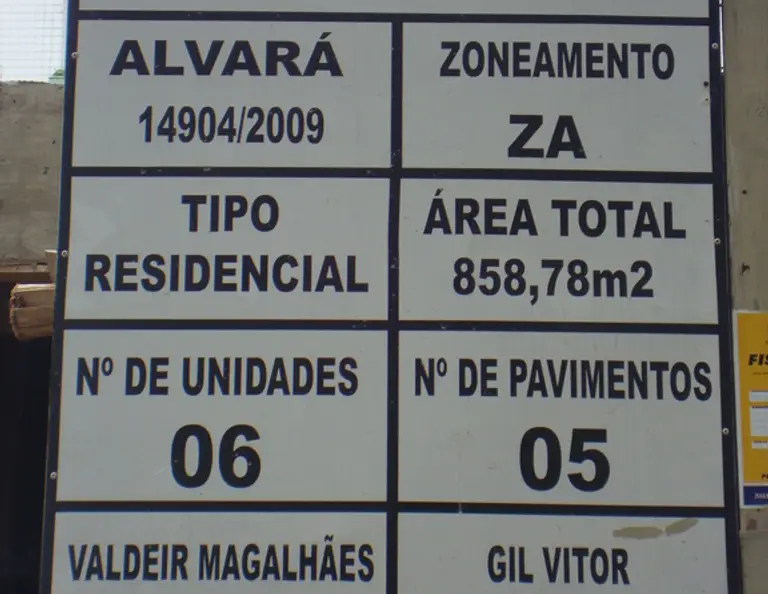 ALVARÁ
14904/2009
ZONEAMENTO
ZA
TIPO
RESIDENCIAL
ÁREA TOTAL
858,78m2
Nº DE UNIDADES
06
Nº DE PAVIMENTOS
05
VALDEIR MAGALHÃES
GIL VITOR
FIS